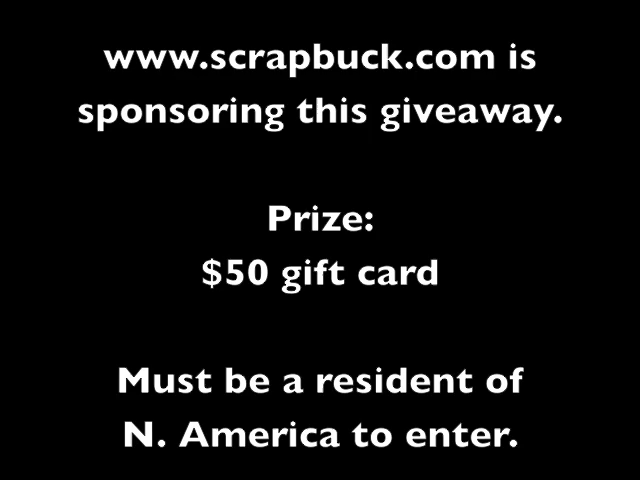 www.scrapbuck.com is
sponsoring this giveaway.
Prize:
$50 gift card
Must be a resident of
N. America to enter.